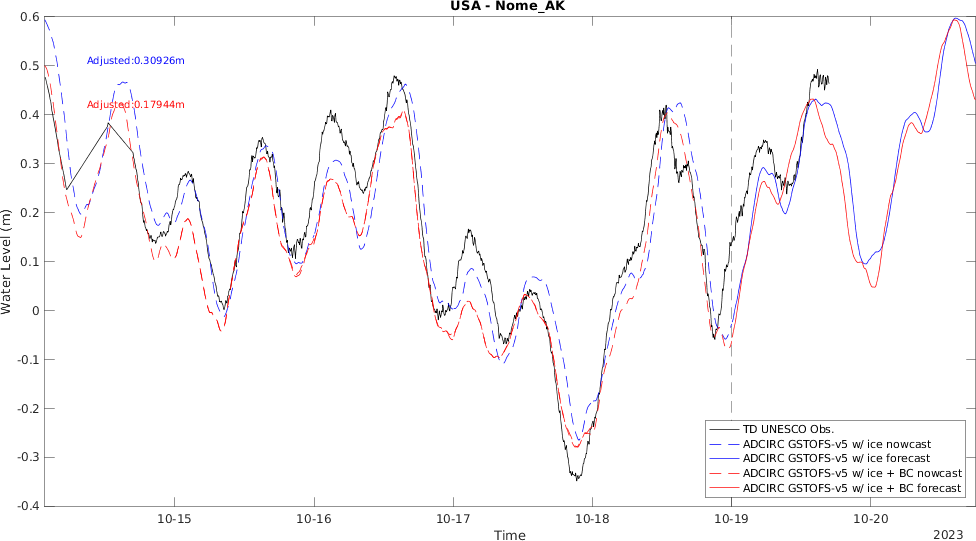 USA - Nome_AK
0.6
0.5
0.4
0.3
0.2
0.1
0
-0.1
-0.2
-0.3
-0.4
Water Level (m)
Adjusted:0.30926m
Adjusted:0.17944m
TD UNESCO Obs.
ADCIRC GSTOFS-v5 w/ ice nowcast
ADCIRC GSTOFS-v5 w/ ice forecast
ADCIRC GSTOFS-v5 w/ ice + BC nowcast
ADCIRC GSTOFS-v5 w/ ice + BC forecast
10-15 10-16 10-17 10-18 10-19 10-20
Time
2023